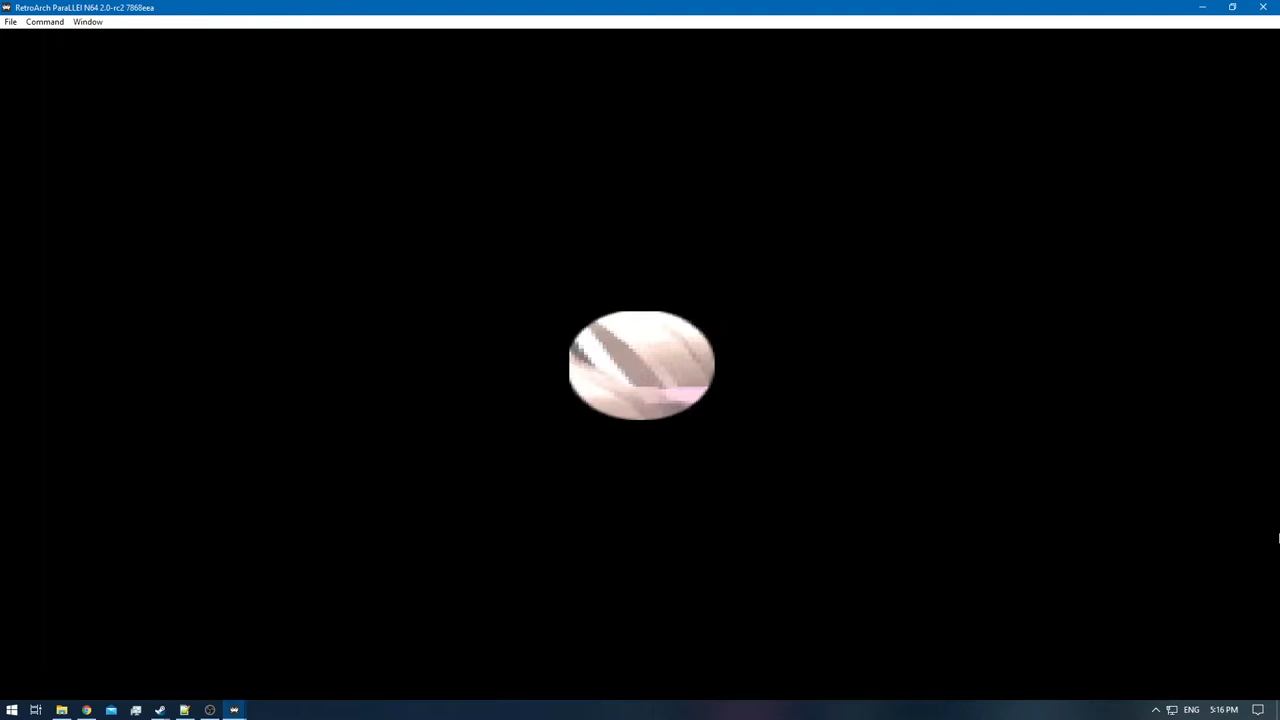 RetroArch ParaLLEl N64 2.0-rc2 7868eea
File Command Window
ENG 5:16 PM